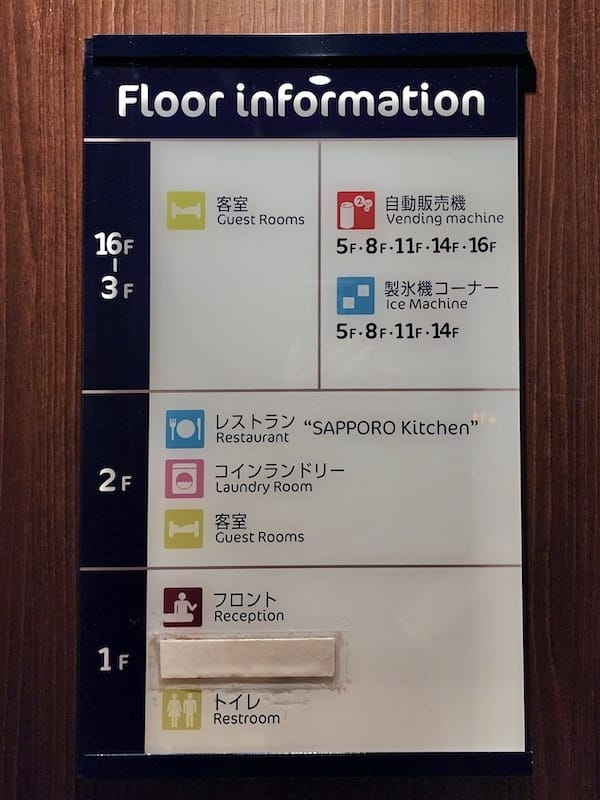 Floor information
16F
3F
客室
Guest Rooms
自動販売機
Vending machine
5F・8F・11F・14F・16F
製氷機コーナー
Ice Machine
5F・8F・11F・14F
2F
レストラン “SAPPORO Kitchen”
Restaurant
コインランドリー
Laundry Room
客室
Guest Rooms
1F
フロント
Reception
トイレ
Restroom